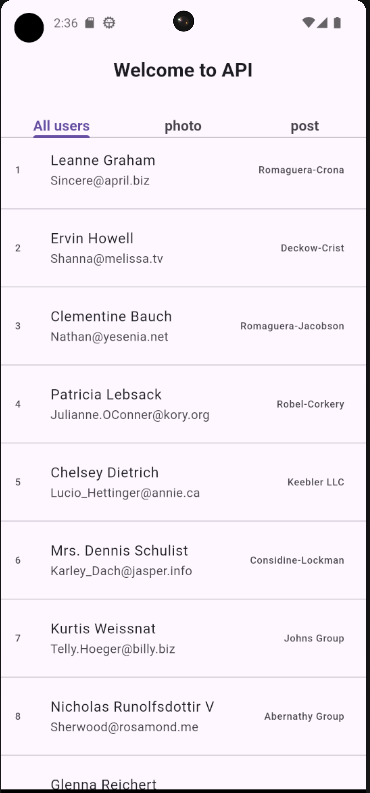 2:36
Welcome to API
All users photo post
1 Leanne Graham Romaguera-Crona
Sincere@april.biz
2 Ervin Howell Deckow-Crist
Shanna@melissa.tv
3 Clementine Bauch Romaguera-Jacobson
Nathan@yesenia.net
4 Patricia Lebsack Robel-Corkery
Julianne.OConner@kory.org
5 Chelsey Dietrich Keebler LLC
Lucio_Hettinger@annie.ca
6 Mrs. Dennis Schulist Considine-Lockman
Karley_Dach@jasper.info
7 Kurtis Weissnat Johns Group
Telly.Hoeger@billy.biz
8 Nicholas Runolfsdottir V Abernathy Group
Sherwood@rosamond.me
Glenna Reichert